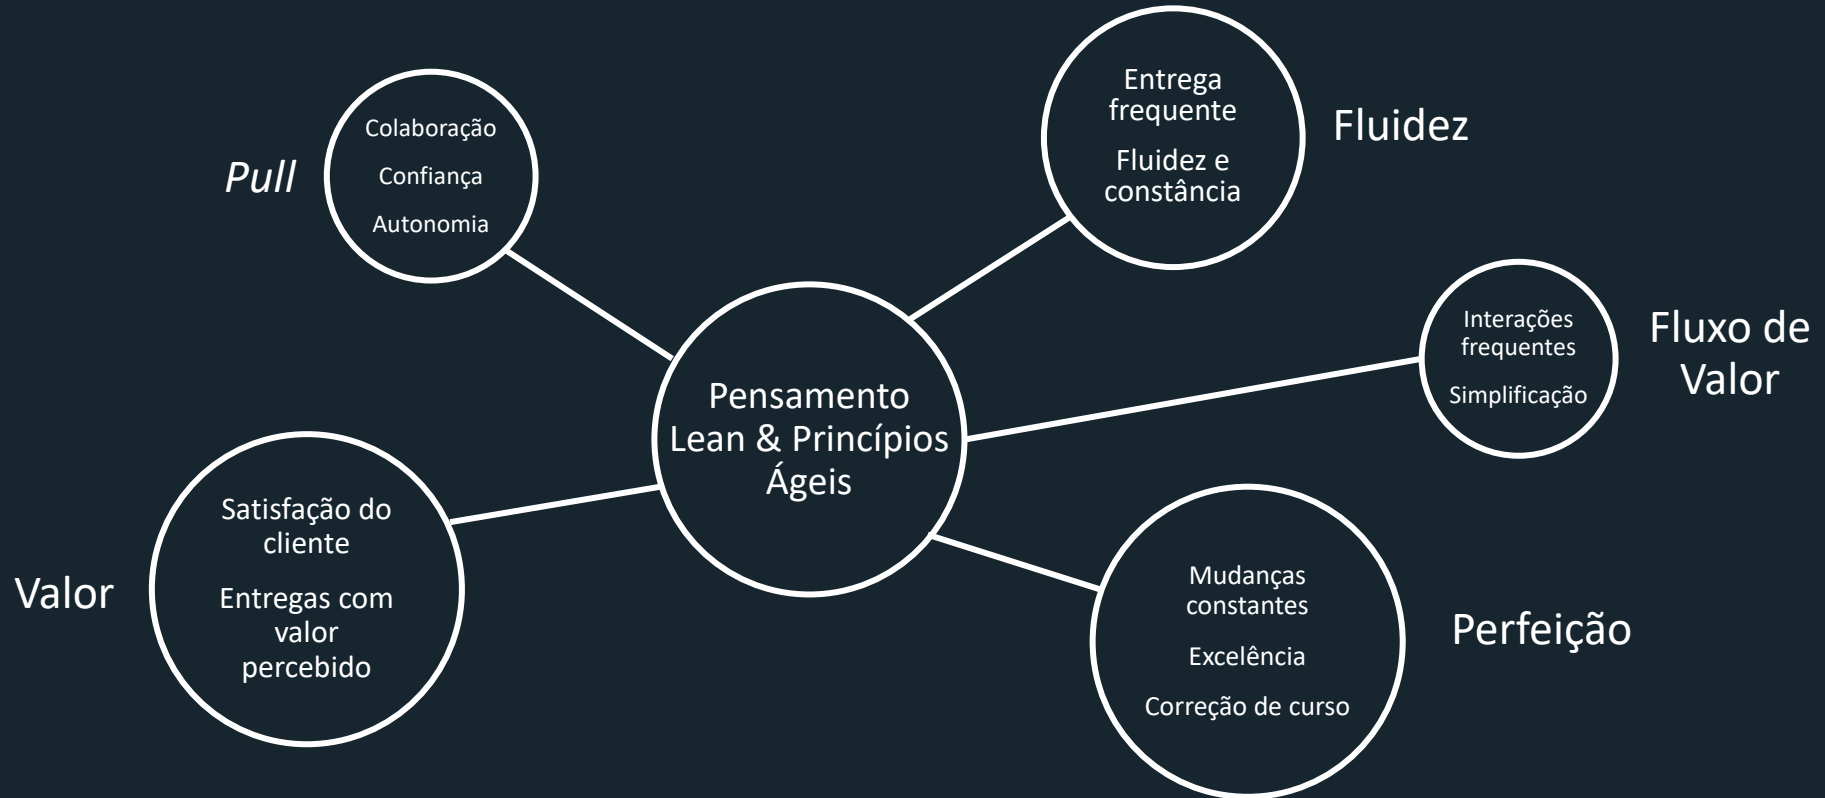 Pull
Colaboração
Confiança
Autonomia
Entrega
frequente
Fluidez e
constância
Fluidez
Interações
frequentes
Simplificação
Fluxo de
Valor
Pensamento
Lean & Princípios
Ágeis
Valor
Satisfação do
cliente
Entregas com
valor
percebido
Mudanças
constantes
Excelência
Correção de curso
Perfeição